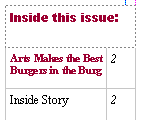 Inside this issue:
Arts Makes the Best 2
Burgers in the Burg
Inside Story 2